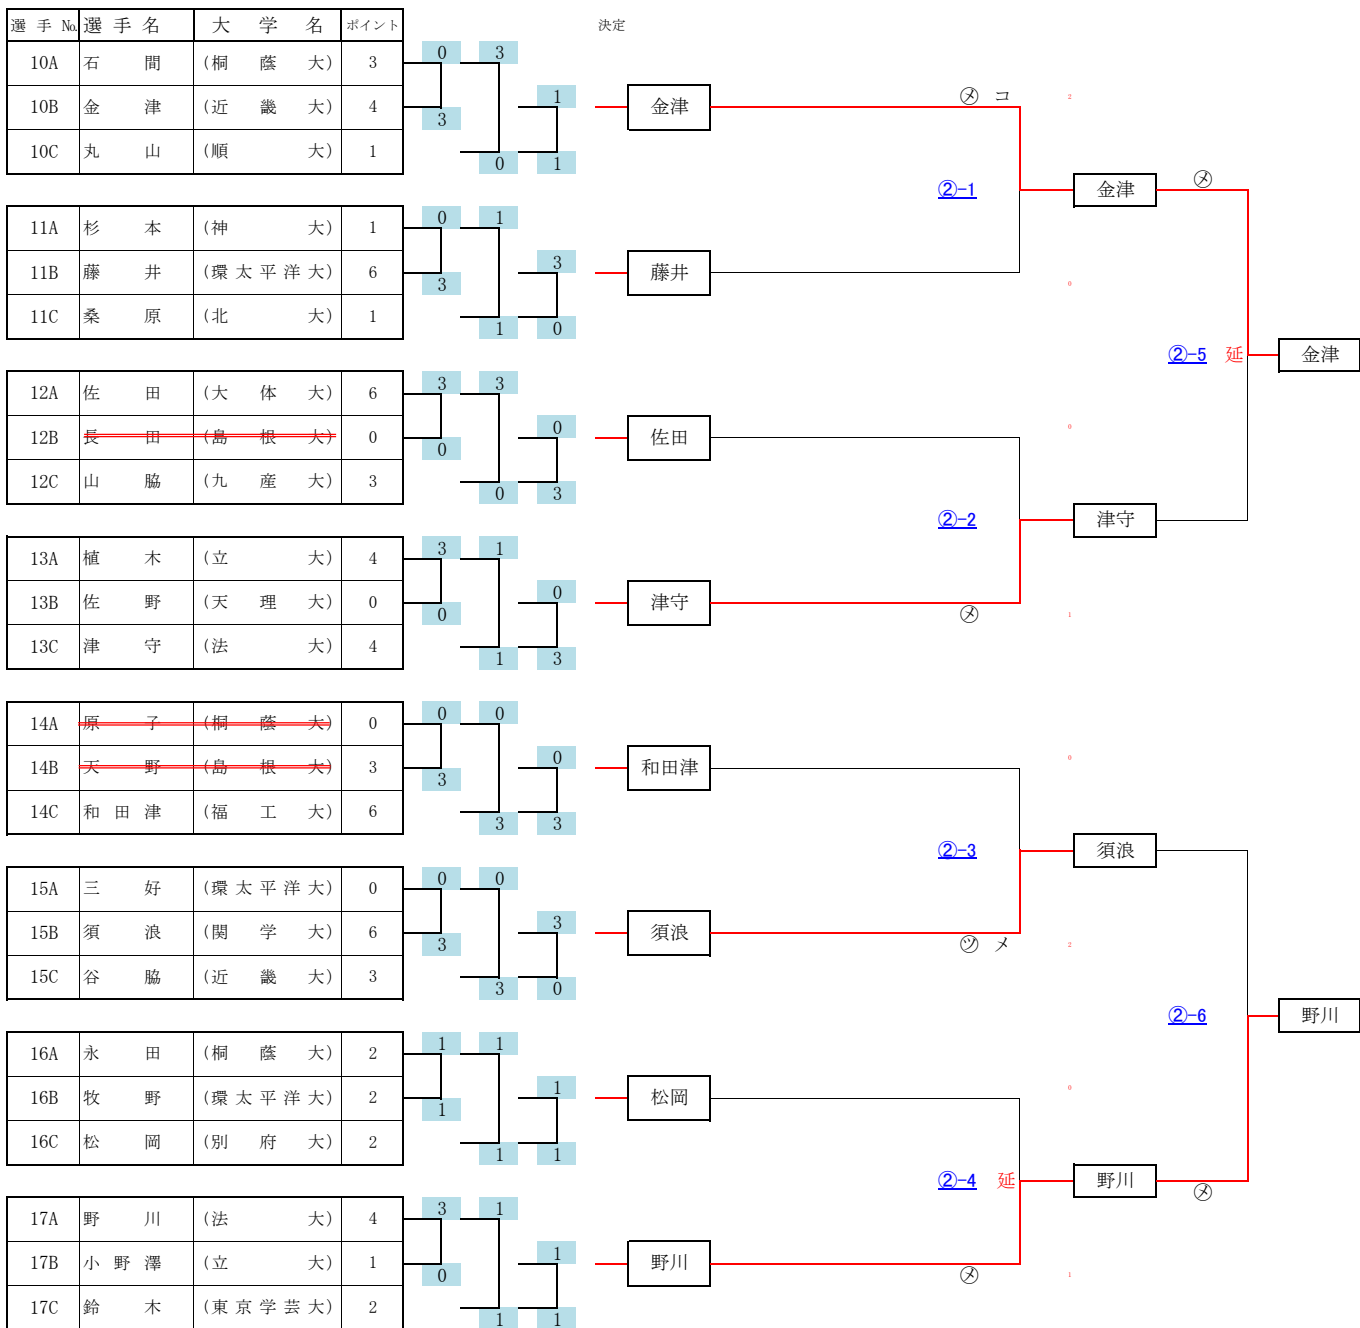 選手№ 選手名 大学名 ポイント 決定
10A 石間 (桐蔭大) 3 0 3
10B 金津 (近畿大) 4 3 1 金津 ㋱ コ 2
10C 丸山 (順大) 1 0 1
②-1 金津 ㋱
11A 杉本 (神大) 1 0 1
11B 藤井 (環太平洋大) 6 3 3 藤井 0
11C 桑原 (北大) 1 1 0
②-5 延 金津
12A 佐田 (大体大) 6 3 3
12B 長田 (島根大) 0 0 0 佐田 0
12C 山脇 (九産大) 3 0 3
②-2 津守
13A 植木 (立大) 4 3 1
13B 佐野 (天理大) 0 0 0 津守 ㋱ 1
13C 津守 (法大) 4 1 3
14A 原子 (桐蔭大) 0 0 0
14B 天野 (島根大) 3 3 0 和田津 0
14C 和田津 (福工大) 6 3 3
②-3 須浪
15A 三好 (環太平洋大) 0 0 0
15B 須浪 (関学大) 6 3 3 須浪 ㋡ メ 2
15C 谷脇 (近畿大) 3 3 0
②-6 野川
16A 永田 (桐蔭大) 2 1 1
16B 牧野 (環太平洋大) 2 1 1 松岡 0
16C 松岡 (別府大) 2 1 1
②-4 延 野川 ㋱
17A 野川 (法大) 4 3 1
17B 小野澤 (立大) 1 0 1 野川 ㋱ 1
17C 鈴木 (東京学芸大) 2 1 1